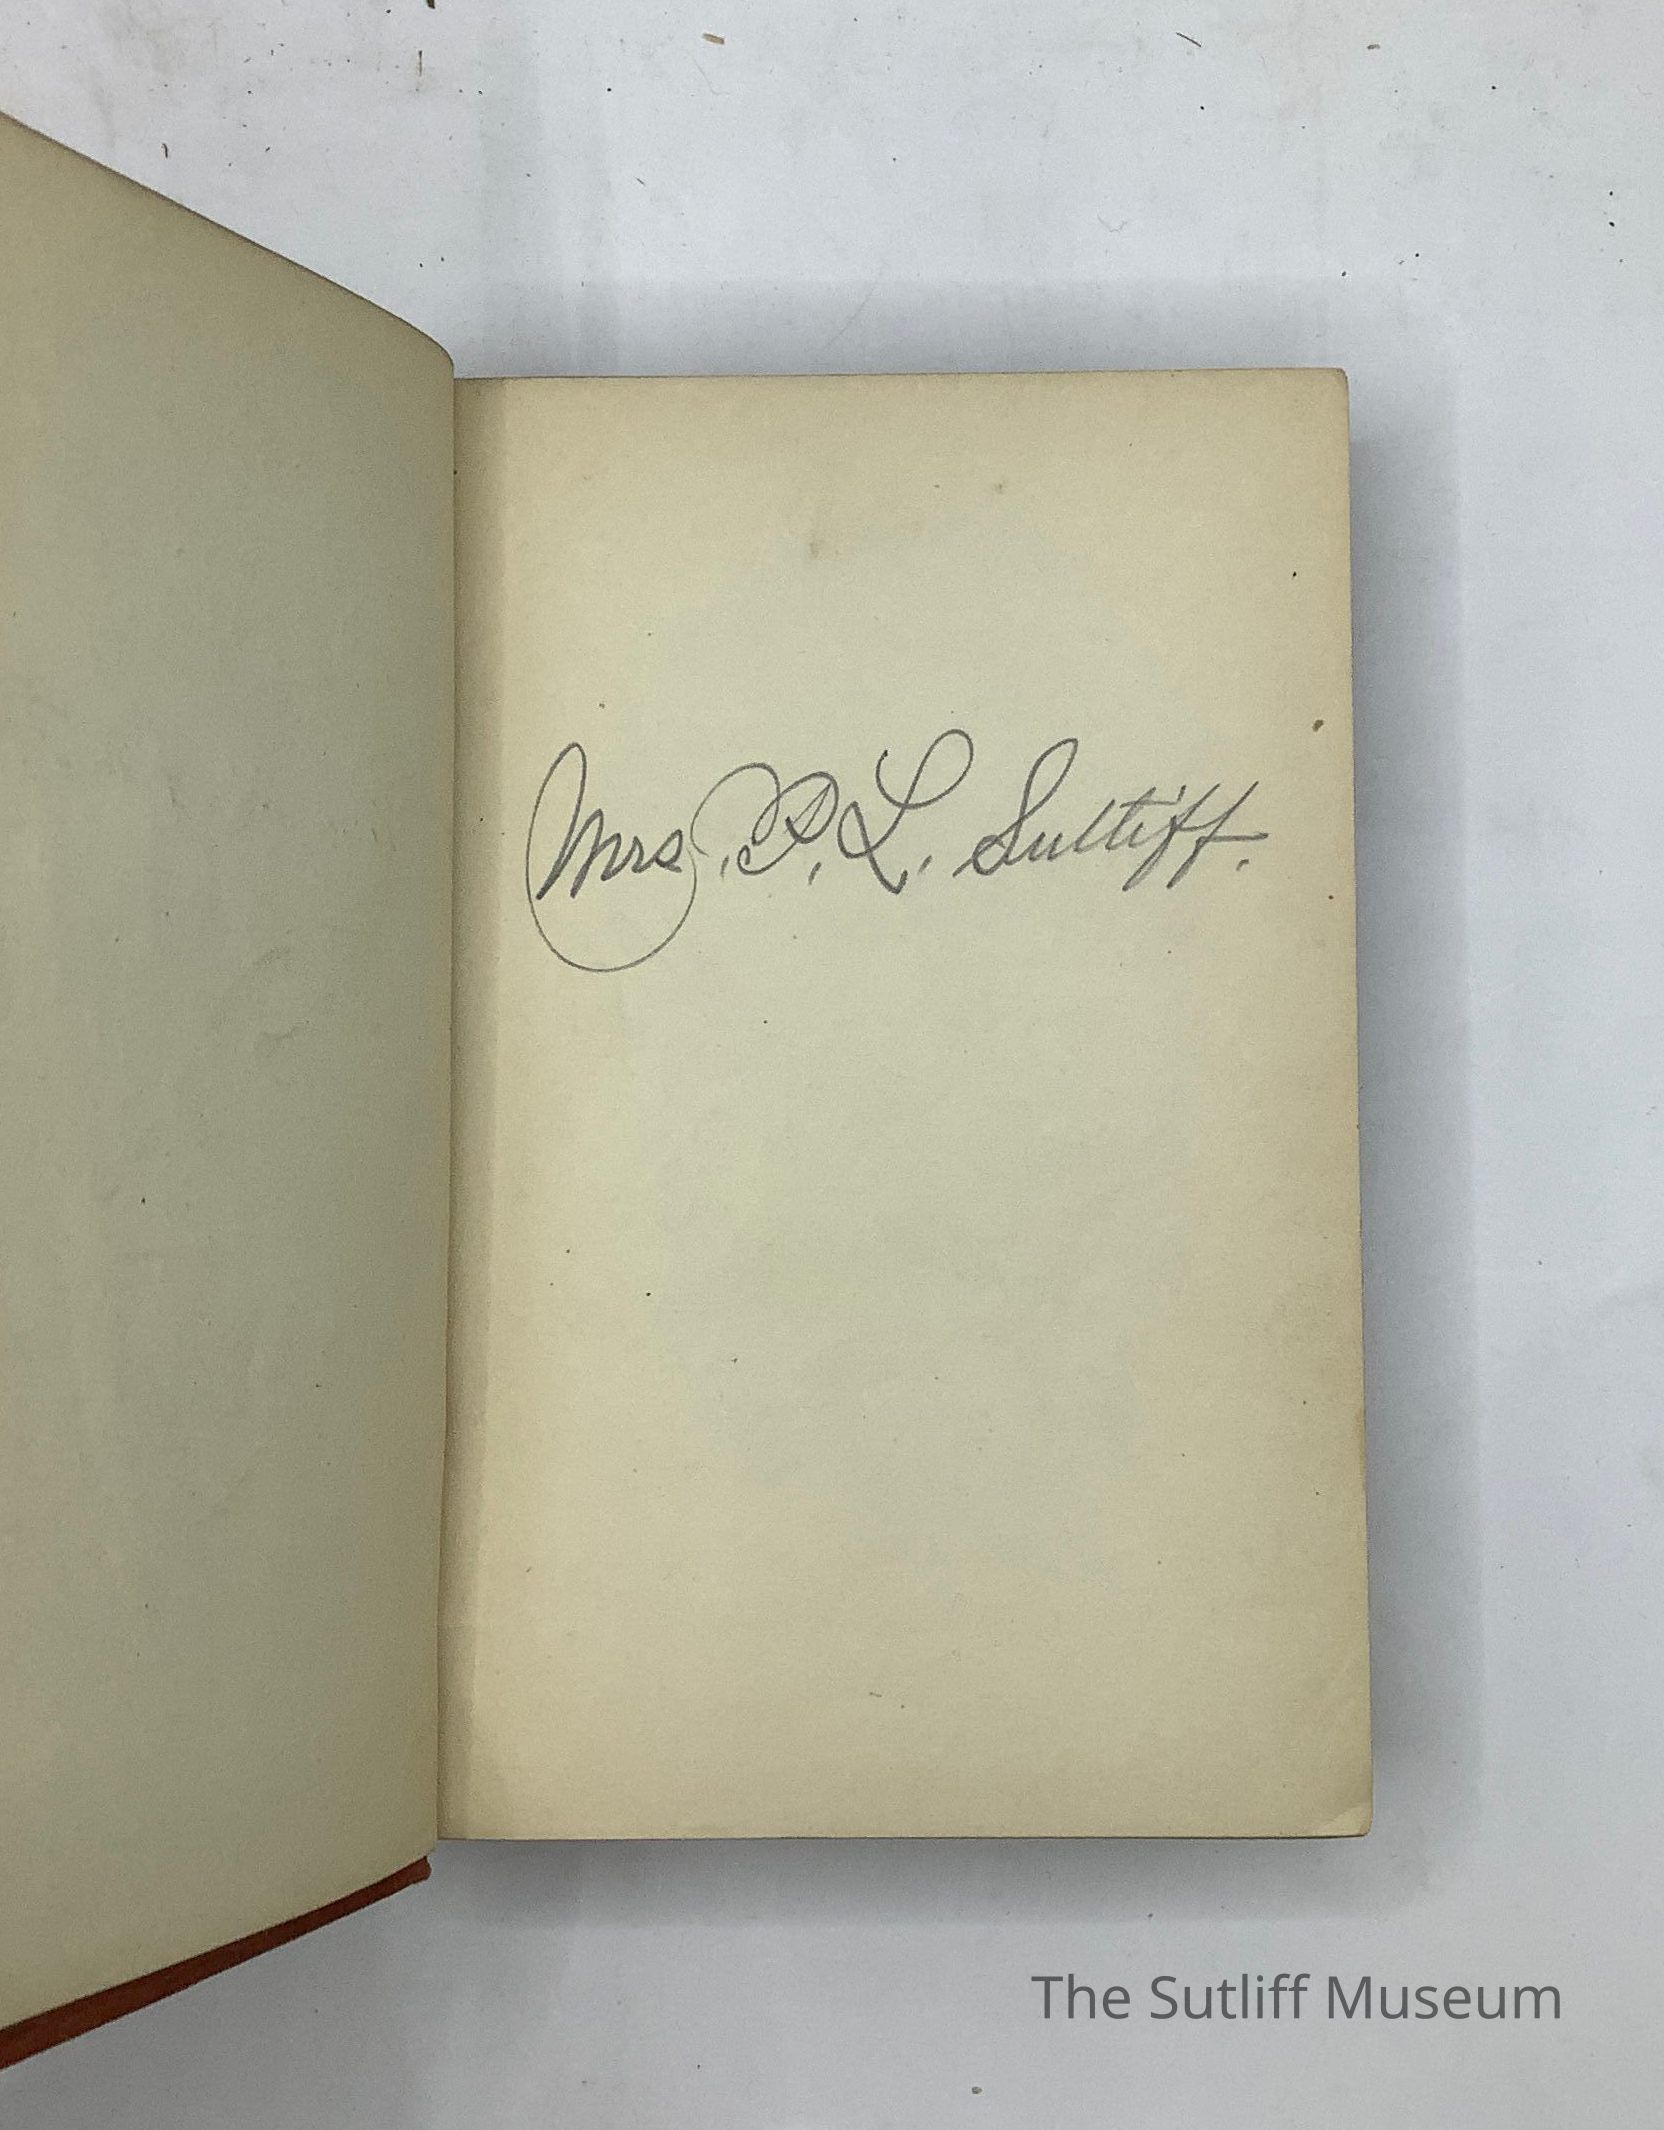 Mrs. P. L. Sutliff.
The Sutliff Museum